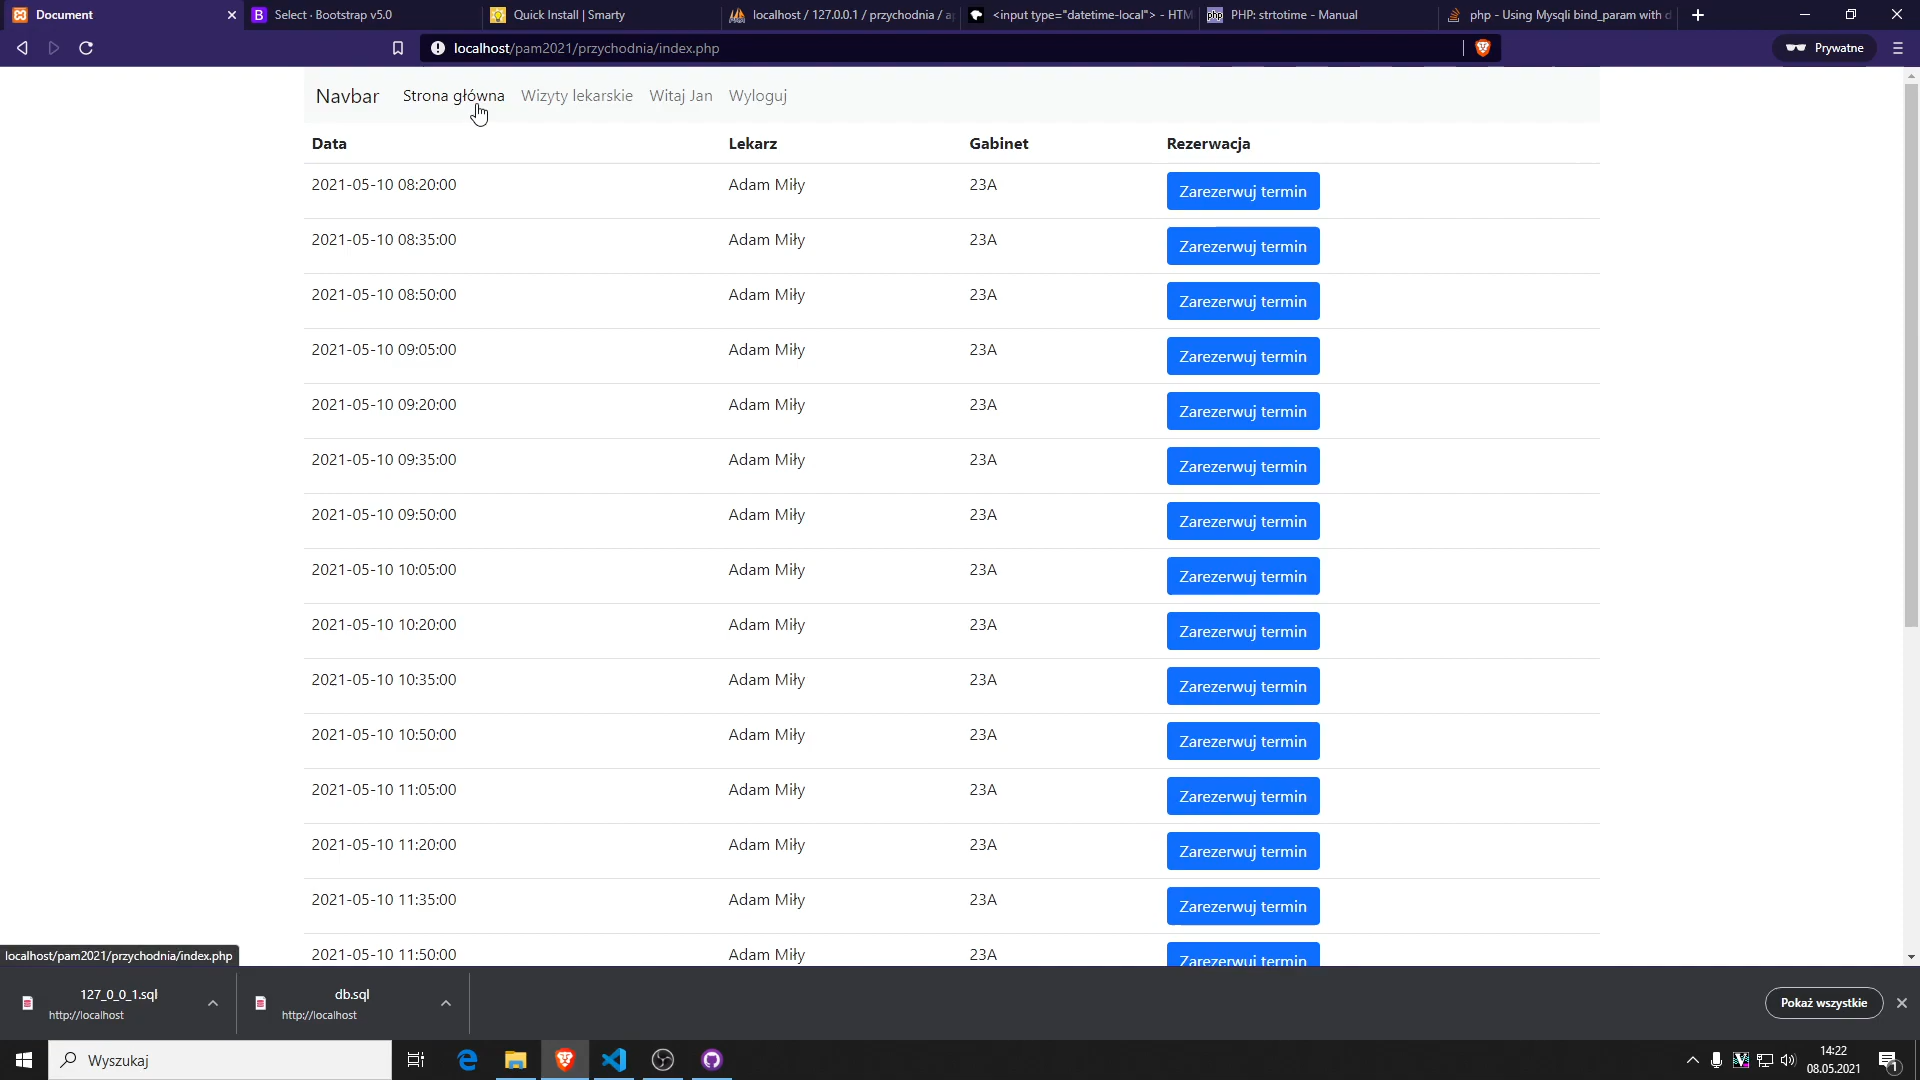 Document
Select · Bootstrap v5.0
Quick Install | Smarty
localhost / 127.0.0.1 / przychodnia / a
<input type="datetime-local"> - HTM
PHP: strtotime - Manual
php - Using Mysqli bind_param with d
localhost/pam2021/przychodnia/index.php
Prywatne
Navbar
Strona główna
Wizyty lekarskie
Witaj Jan
Wyloguj
Data Lekarz Gabinet Rezerwacja
2021-05-10 08:20:00 Adam Miły 23A Zarezerwuj termin
2021-05-10 08:35:00 Adam Miły 23A Zarezerwuj termin
2021-05-10 08:50:00 Adam Miły 23A Zarezerwuj termin
2021-05-10 09:05:00 Adam Miły 23A Zarezerwuj termin
2021-05-10 09:20:00 Adam Miły 23A Zarezerwuj termin
2021-05-10 09:35:00 Adam Miły 23A Zarezerwuj termin
2021-05-10 09:50:00 Adam Miły 23A Zarezerwuj termin
2021-05-10 10:05:00 Adam Miły 23A Zarezerwuj termin
2021-05-10 10:20:00 Adam Miły 23A Zarezerwuj termin
2021-05-10 10:35:00 Adam Miły 23A Zarezerwuj termin
2021-05-10 10:50:00 Adam Miły 23A Zarezerwuj termin
2021-05-10 11:05:00 Adam Miły 23A Zarezerwuj termin
2021-05-10 11:20:00 Adam Miły 23A Zarezerwuj termin
2021-05-10 11:35:00 Adam Miły 23A Zarezerwuj termin
2021-05-10 11:50:00 Adam Miły 23A Zarezerwuj termin
localhost/pam2021/przychodnia/index.php
127_0_0_1.sql
http://localhost
db.sql
http://localhost
Pokaż wszystkie
Wyszukaj
14:22
08.05.2021
1